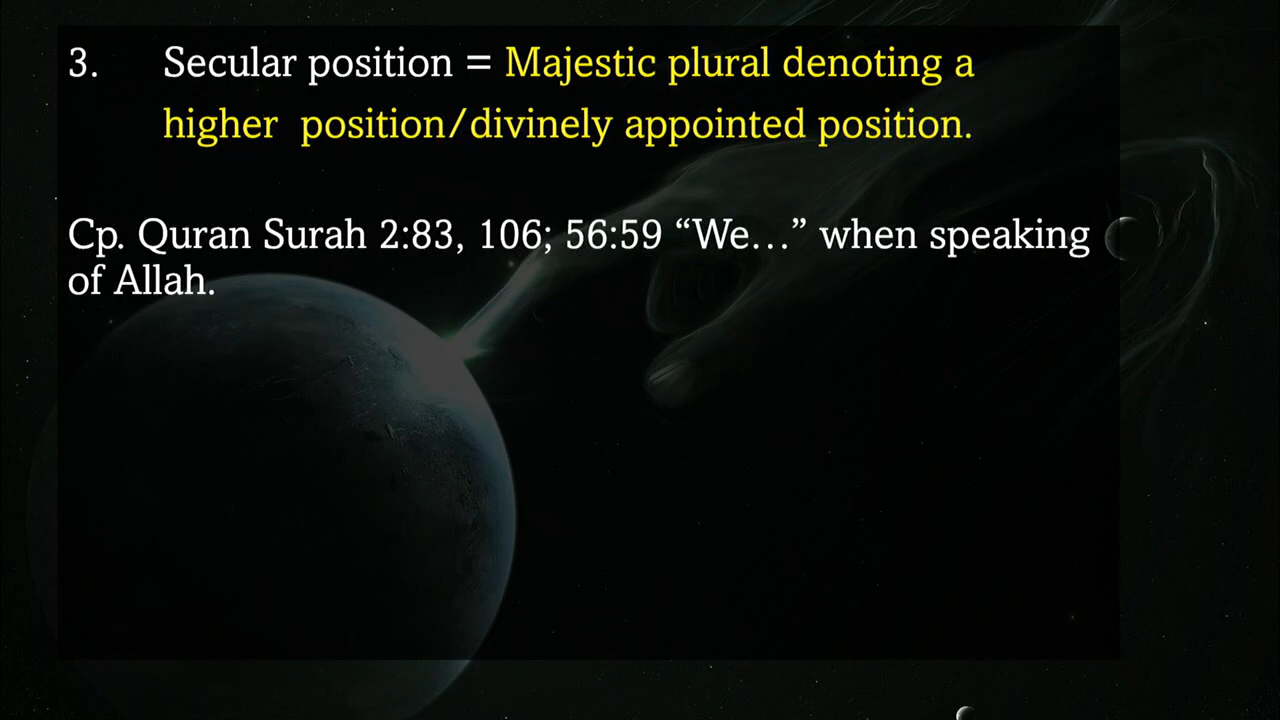 3. Secular position = Majestic plural denoting a
higher position/divinely appointed position.
Cp. Quran Surah 2:83, 106; 56:59 “We…” when speaking
of Allah.